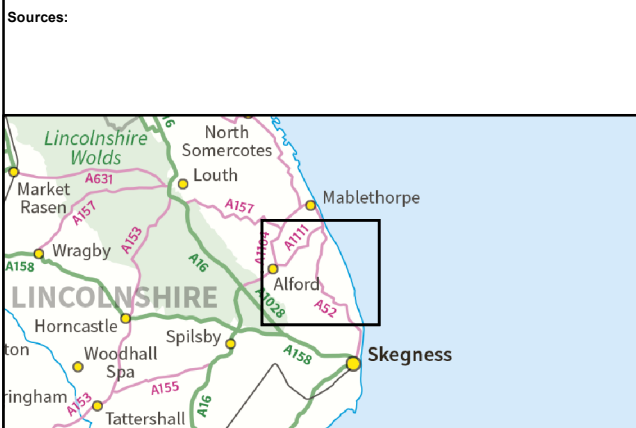 Sources:
16
Lincolnshire
Wolds
North
Somercotes
A631
Louth
Market
Rasen
A157
A157
Mablethorpe
A153
A1104
A1111
Wragby
A158
A16
Alford
LINCOLNSHIRE
A1028
A52
Horncastle
Spilsby
ton
Woodhall
Spa
A158
Skegness
ringham
A153
A155
A16
Tattershall